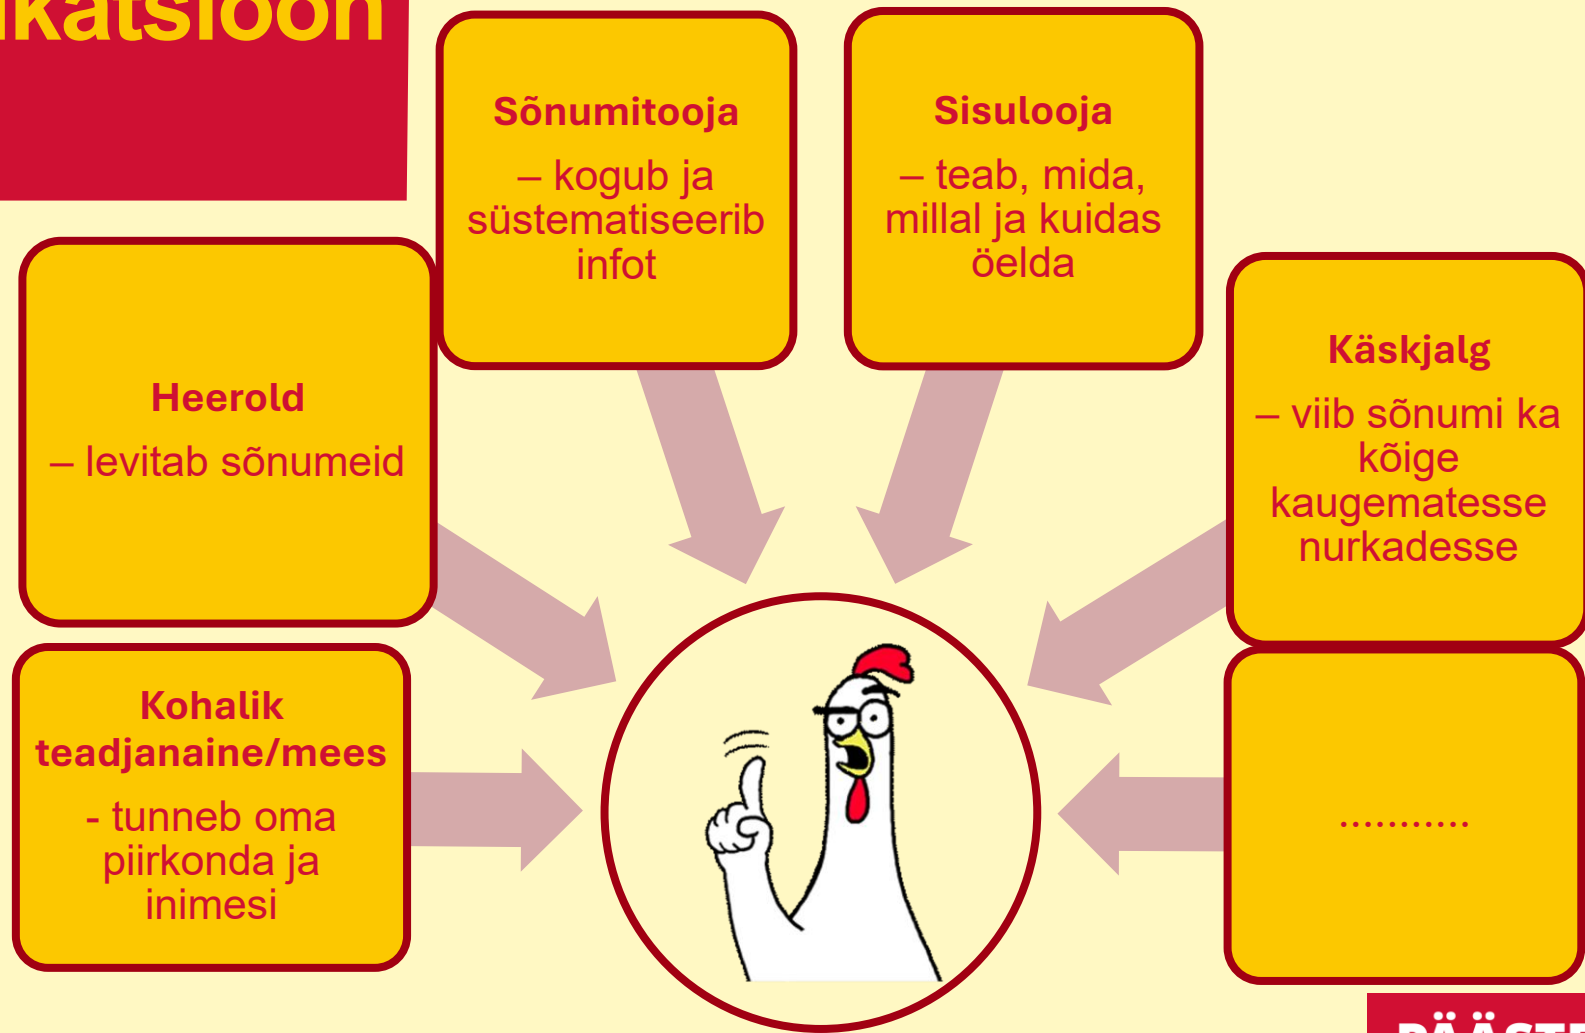 Sõnumitooja
– kogub ja
süstematiseerib
infot
Sisulooja
– teab, mida,
millal ja kuidas
öelda
Heerold
– levitab sõnumeid
Käskjalg
– viib sõnumi ka
kõige
kaugematesse
nurkadesse
Kohalik
teadjanaine/mees
- tunneb oma
piirkonda ja
inimesi
...........